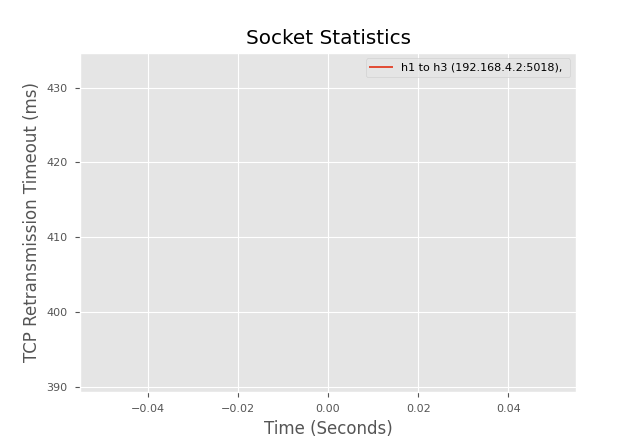 Socket Statistics
h1 to h3 (192.168.4.2:5018),
TCP Retransmission Timeout (ms)
430
420
410
400
390
−0.04 −0.02 0.00 0.02 0.04
Time (Seconds)